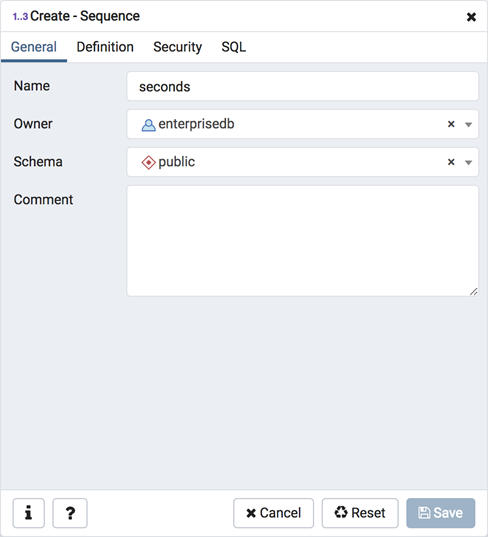 1..3 Create - Sequence
General Definition Security SQL
Name seconds
Owner enterprisedb
Schema public
Comment
i ? Cancel Reset Save